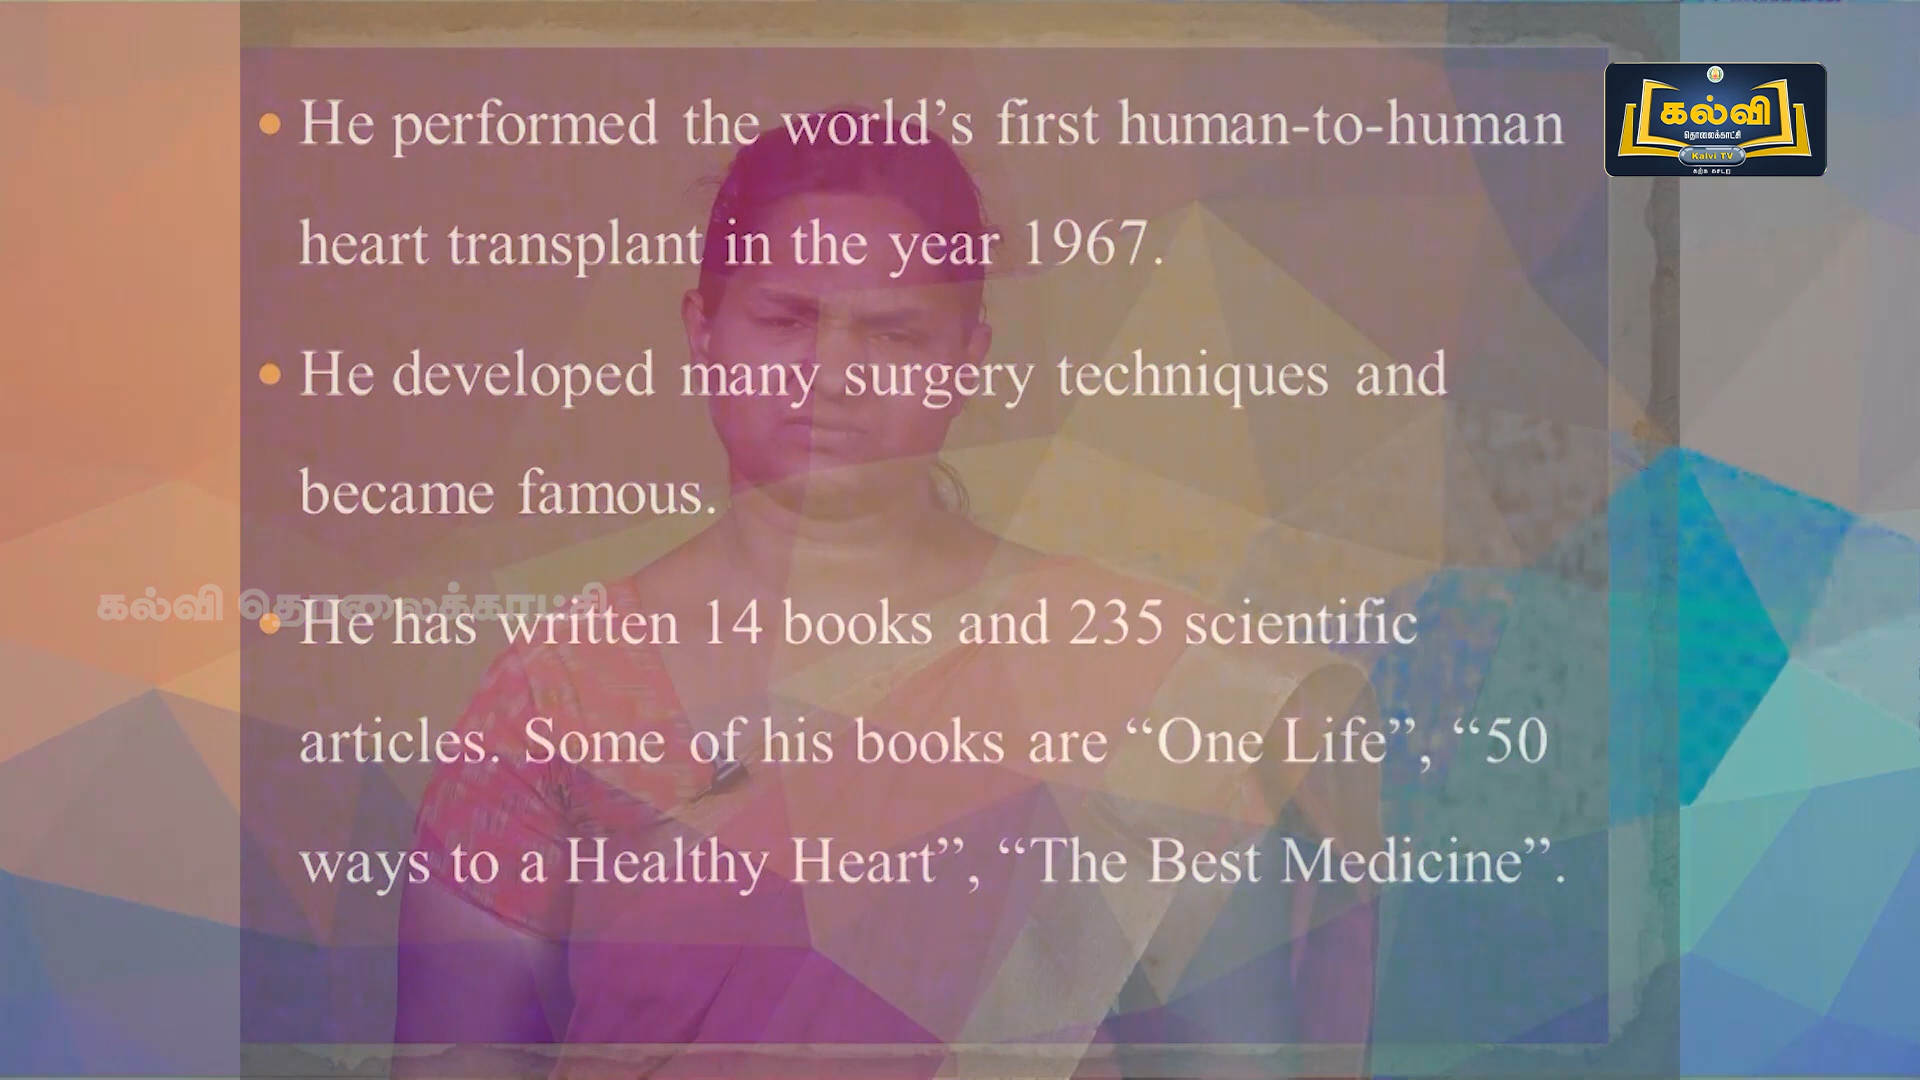 • He performed the world’s first human-to-human
heart transplant in the year 1967.
• He developed many surgery techniques and
became famous.
• He has written 14 books and 235 scientific
articles. Some of his books are “One Life”, “50
ways to a Healthy Heart”, “The Best Medicine”.
கல்வி
தொலைக்காட்சி
Kalvi TV
கற்க கசடற
கல்வி தொலைக்காட்சி